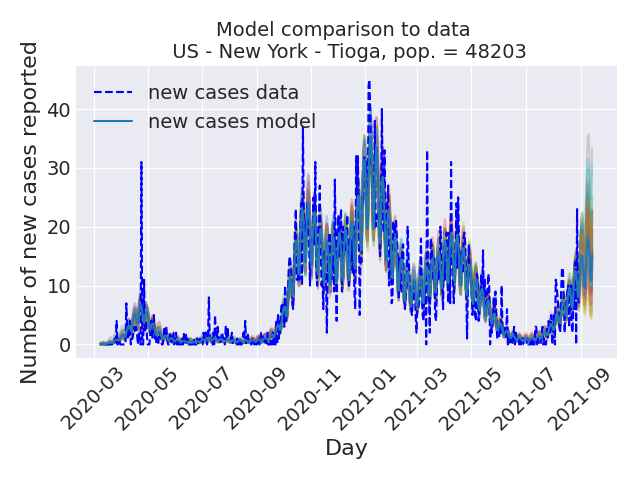 Model comparison to data
US - New York - Tioga, pop. = 48203
Number of new cases reported
40
30
20
10
0
new cases data
new cases model
2020-03
2020-05
2020-07
2020-09
2020-11
2021-01
2021-03
2021-05
2021-07
2021-09
Day